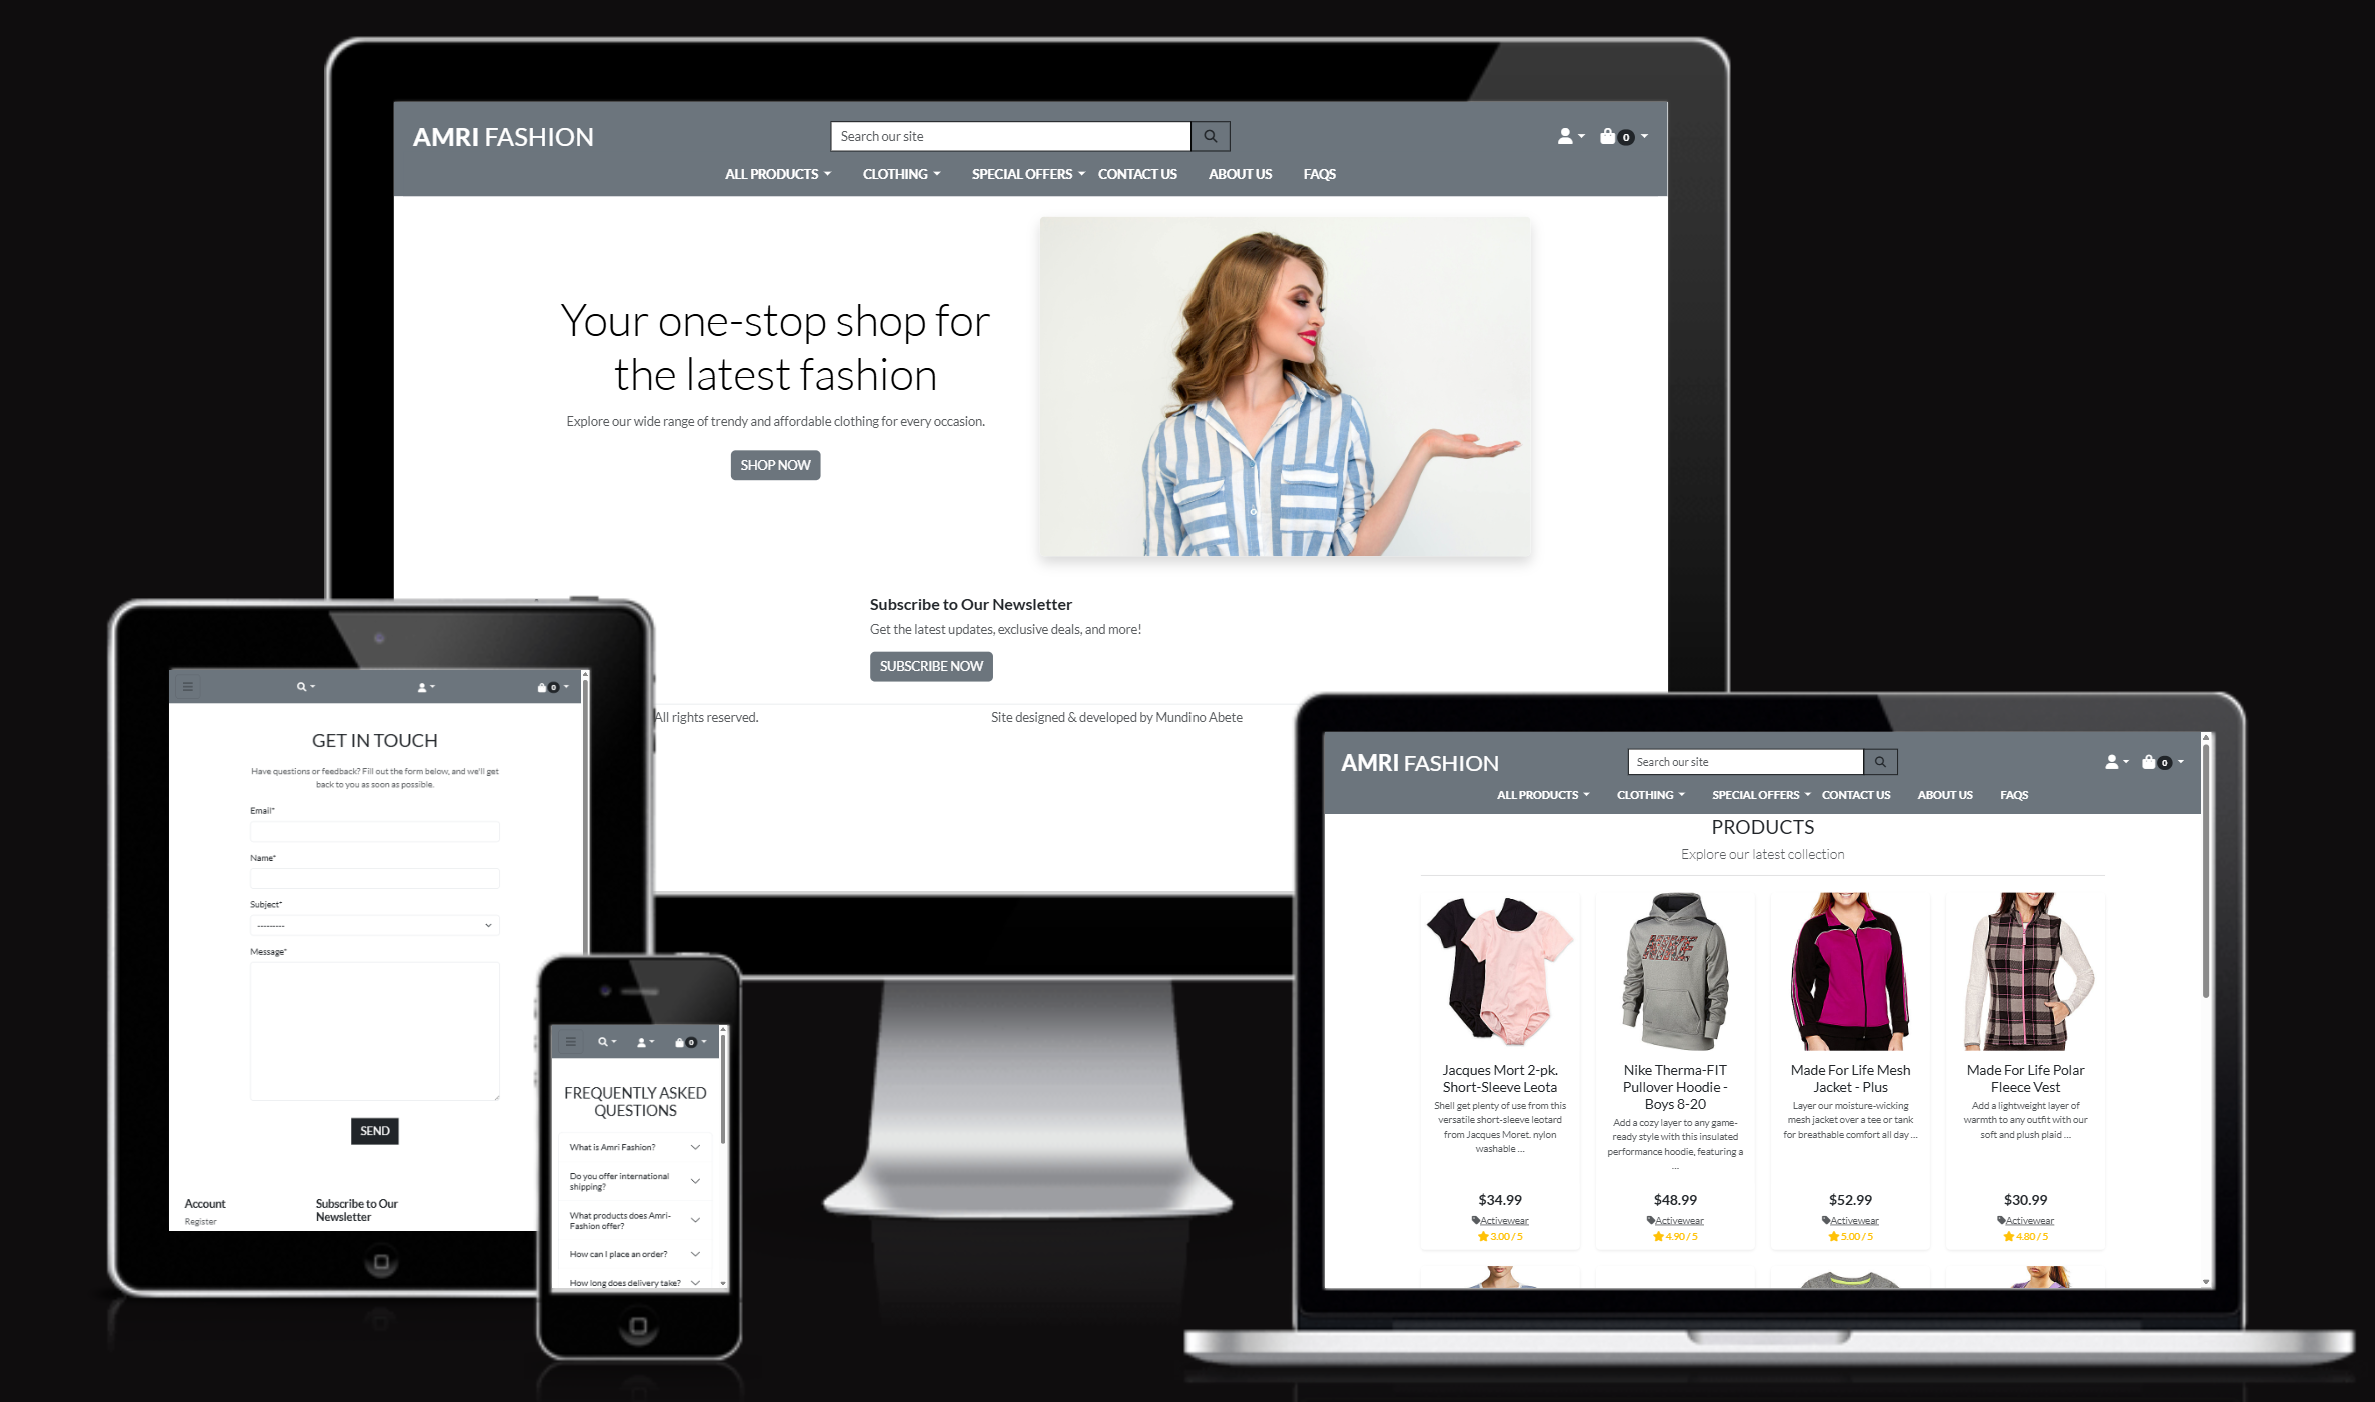 AMRI FASHION
Search our site
0
ALL PRODUCTS
CLOTHING
SPECIAL OFFERS
CONTACT US
ABOUT US
FAQS
Your one-stop shop for
the latest fashion
Explore our wide range of trendy and affordable clothing for every occasion.
SHOP NOW
Subscribe to Our Newsletter
Get the latest updates, exclusive deals, and more!
SUBSCRIBE NOW
All rights reserved.
Site designed & developed by Mundino Abete
0
GET IN TOUCH
Have questions or feedback? Fill out the form below, and we'll get
back to you as soon as possible.
Email*
Name*
Subject*
---------
Message*
SEND
Account
Register
Subscribe to Our
Newsletter
0
FREQUENTLY ASKED
QUESTIONS
What is Amri Fashion?
Do you offer international
shipping?
What products does Amri-
Fashion offer?
How can I place an order?
How long does delivery take?
AMRI FASHION
Search our site
0
ALL PRODUCTS
CLOTHING
SPECIAL OFFERS
CONTACT US
ABOUT US
FAQS
PRODUCTS
Explore our latest collection
Jacques Mort 2-pk.
Short-Sleeve Leota
Shell get plenty of use from this
versatile short-sleeve leotard
from Jacques Moret. nylon
washable ...
$34.99
Activewear
3.00 / 5
NIKE
Nike Therma-FIT
Pullover Hoodie -
Boys 8-20
Add a cozy layer to any game-
ready style with this insulated
performance hoodie, featuring a
...
$48.99
Activewear
4.90 / 5
Made For Life Mesh
Jacket - Plus
Layer our moisture-wicking
mesh jacket over a tee or tank
for breathable comfort all day ...
$52.99
Activewear
5.00 / 5
Made For Life Polar
Fleece Vest
Add a lightweight layer of
warmth to any outfit with our
soft and plush plaid ...
$30.99
Activewear
4.80 / 5